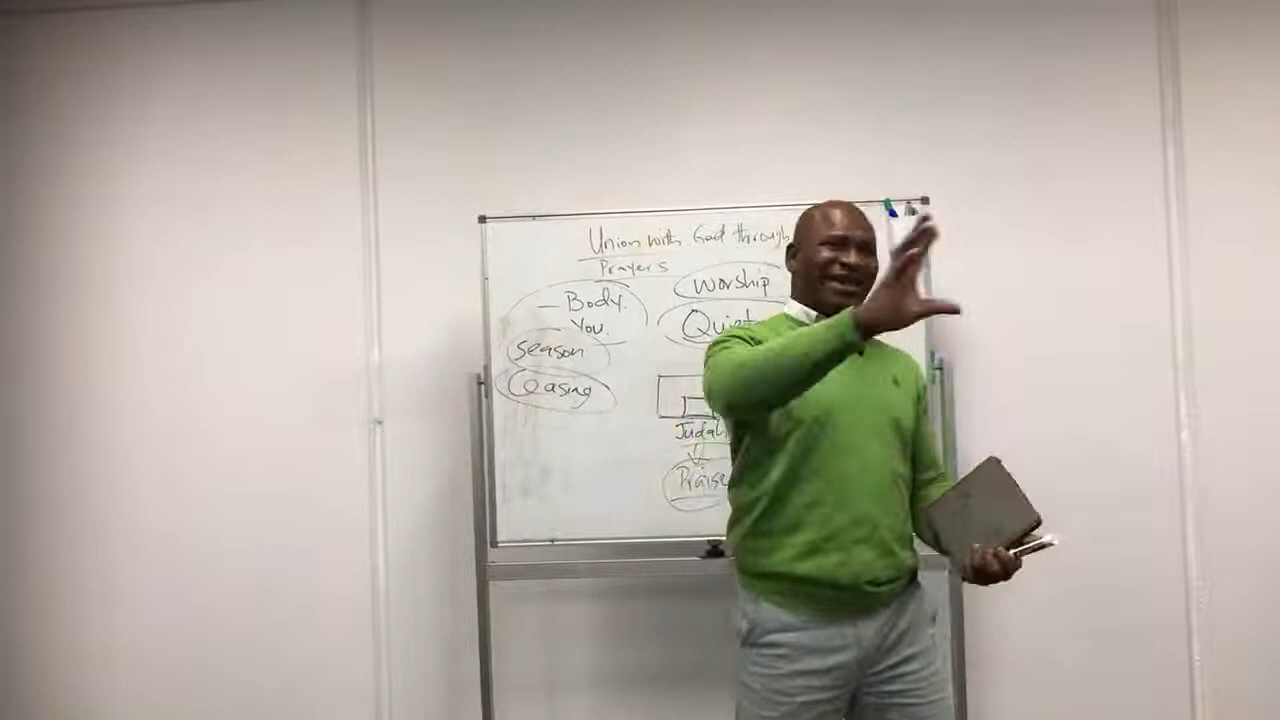 Union with God through
Prayers
– Body.
You.
season
Ceasing
Worship
Quiet
Judah
Praise